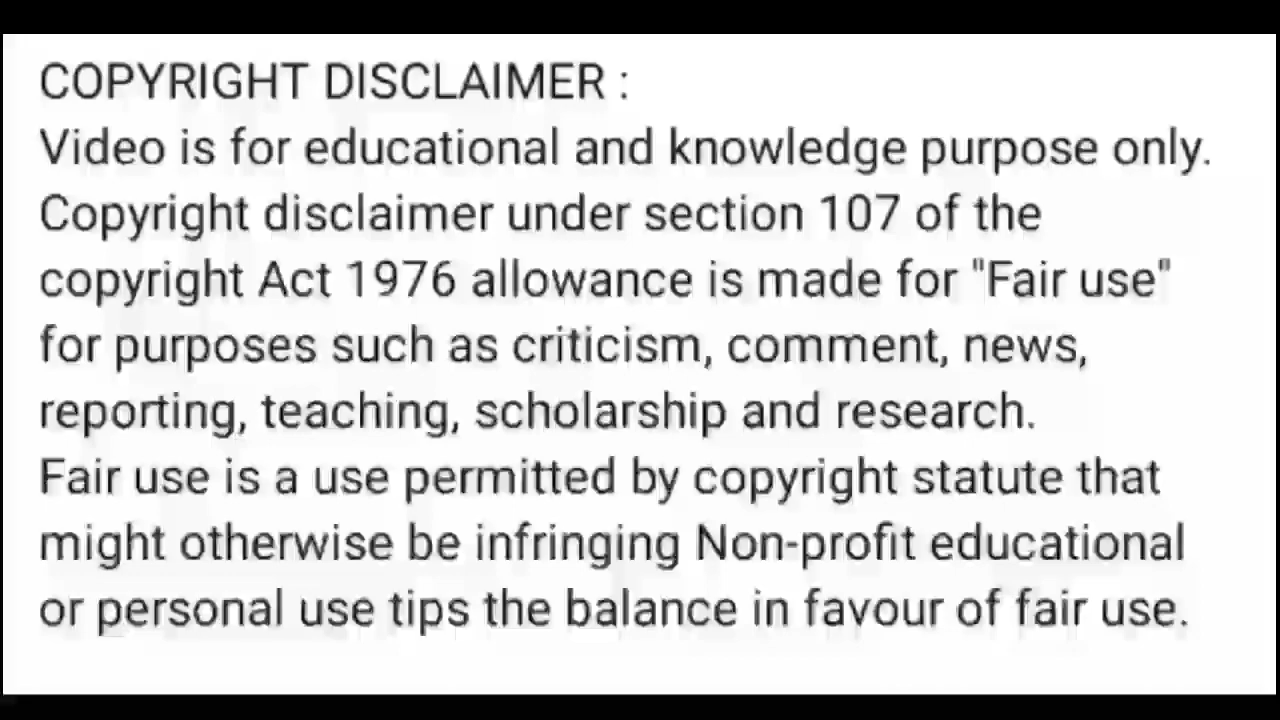 COPYRIGHT DISCLAIMER :
Video is for educational and knowledge purpose only.
Copyright disclaimer under section 107 of the
copyright Act 1976 allowance is made for "Fair use"
for purposes such as criticism, comment, news,
reporting, teaching, scholarship and research.
Fair use is a use permitted by copyright statute that
might otherwise be infringing Non-profit educational
or personal use tips the balance in favour of fair use.